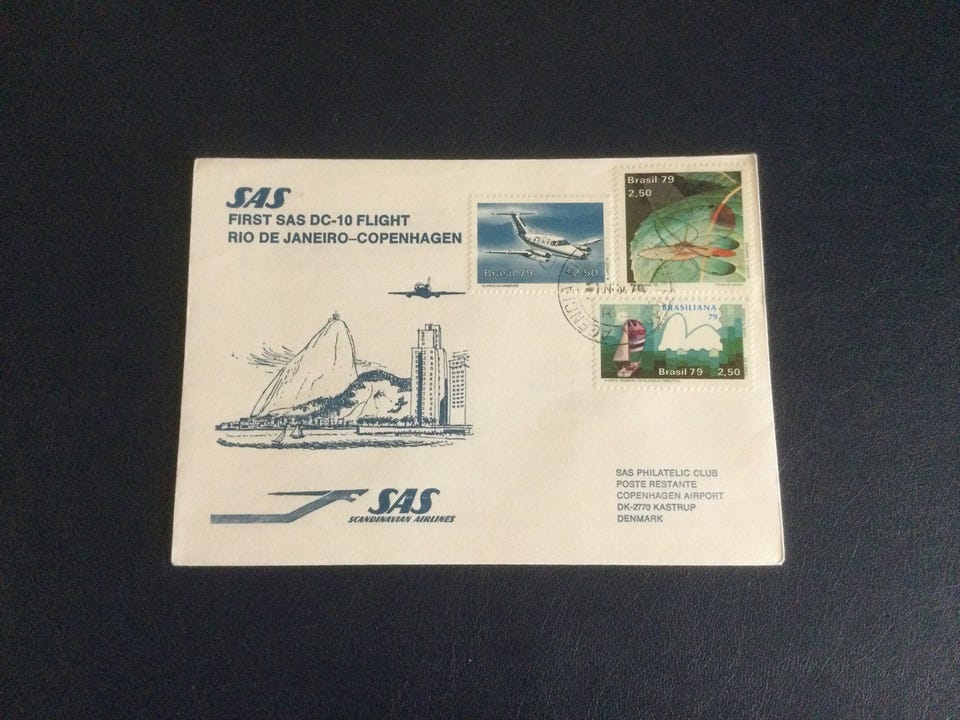 SAS
FIRST SAS DC-10 FLIGHT
RIO DE JANEIRO–COPENHAGEN
Brasil 79 2,50
Brasil 79
2,50
BRASILIANA
79
Brasil 79 2,50
AGENCIA
SAS
SCANDINAVIAN AIRLINES
SAS PHILATELIC CLUB
POSTE RESTANTE
COPENHAGEN AIRPORT
DK-2770 KASTRUP
DENMARK